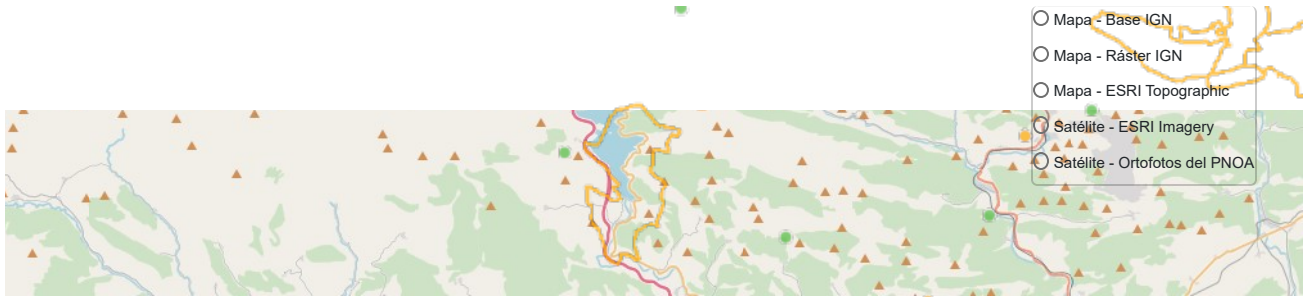 Mapa - Base IGN
Mapa - Ráster IGN
Mapa - ESRI Topographic
Satélite - ESRI Imagery
Satélite - Ortofotos del PNOA